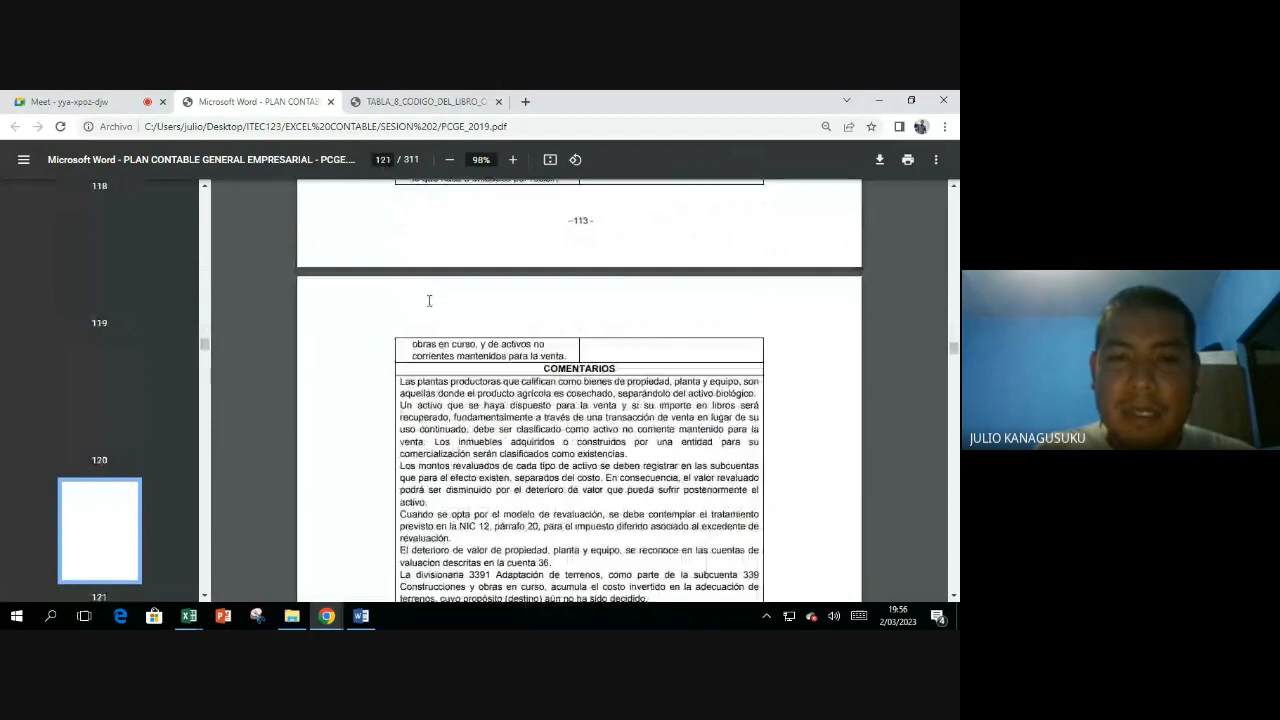 Meet - yya-xpoz-djw
Microsoft Word - PLAN CONTAB
TABLA_8_CODIGO_DEL_LIBRO_C
Archivo
C:/Users/julio/Desktop/ITEC123/EXCEL%20CONTABLE/SESION%202/PCGE_2019.pdf
Microsoft Word - PLAN CONTABLE GENERAL EMPRESARIAL - PCGE...
121 / 311
98%
118
119
120
121
- 113 -
obras en curso, y de activos no
corrientes mantenidos para la venta.
COMENTARIOS
Las plantas productoras que califican como bienes de propiedad, planta y equipo, son
aquellas donde el producto agrícola es cosechado, separándolo del activo biológico.
Un activo que se haya dispuesto para la venta y si su importe en libros será
recuperado, fundamentalmente a través de una transacción de venta en lugar de su
uso continuado, debe ser clasificado como activo no corriente mantenido para la
venta. Los inmuebles adquiridos o construidos por una entidad para su
comercialización serán clasificados como existencias.
Los montos revaluados de cada tipo de activo se deben registrar en las subcuentas
que para el efecto existen, separados del costo. En consecuencia, el valor revaluado
podrá ser disminuido por el deterioro de valor que pueda sufrir posteriormente el
activo.
Cuando se opta por el modelo de revaluación, se debe contemplar el tratamiento
previsto en la NIC 12, párrafo 20, para el impuesto diferido asociado al excedente de
revaluación.
El deterioro de valor de propiedad, planta y equipo, se reconoce en las cuentas de
valuación descritas en la cuenta 36.
La divisionaria 3391 Adaptación de terrenos, como parte de la subcuenta 339
Construcciones y obras en curso, acumula el costo invertido en la adecuación de
terrenos, cuyo propósito (destino) aún no ha sido decidido.
JULIO KANAGUSUKU
19:56
2/03/2023
4